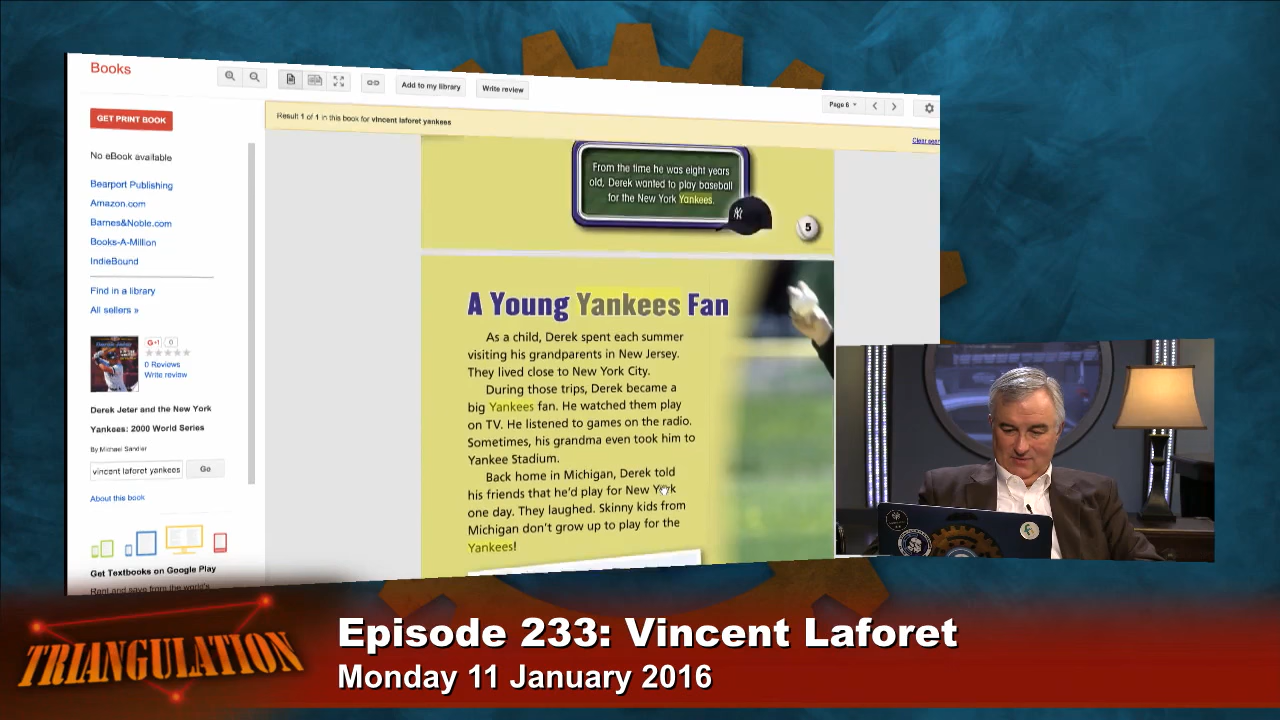 Books
Add to my library
Write review
Page 6
GET PRINT BOOK
Result 1 of 1 in this book for vincent laforet yankees
No eBook available
Bearport Publishing
Amazon.com
Barnes&Noble.com
Books-A-Million
IndieBound
Find in a library
All sellers »
G+1 0
0 Reviews
Write review
Derek Jeter and the New York
Yankees: 2000 World Series
By Michael Sandler
vincent laforet yankees
Go
About this book
Get Textbooks on Google Play
Rent and save from the world's
From the time he was eight years
old, Derek wanted to play baseball
for the New York Yankees.
5
A Young Yankees Fan
As a child, Derek spent each summer
visiting his grandparents in New Jersey.
They lived close to New York City.
During those trips, Derek became a
big Yankees fan. He watched them play
on TV. He listened to games on the radio.
Sometimes, his grandma even took him to
Yankee Stadium.
Back home in Michigan, Derek told
his friends that he'd play for New York
one day. They laughed. Skinny kids from
Michigan don't grow up to play for the
Yankees!
TRIANGULATION
Episode 233: Vincent Laforet
Monday 11 January 2016